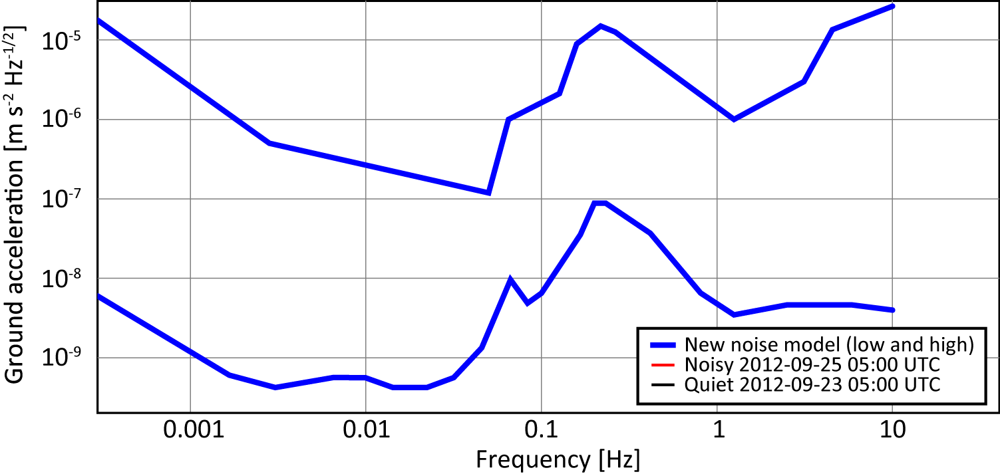 Ground acceleration [m s⁻² Hz⁻¹/²]
10⁻⁵
10⁻⁶
10⁻⁷
10⁻⁸
10⁻⁹
New noise model (low and high)
Noisy 2012-09-25 05:00 UTC
Quiet 2012-09-23 05:00 UTC
0.001 0.01 0.1 1 10
Frequency [Hz]